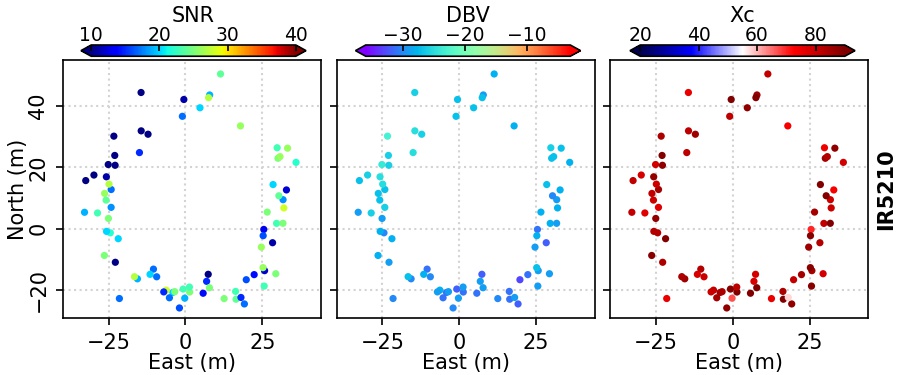 SNR DBV Xc
10 20 30 40 −30 −20 −10 20 40 60 80
North (m)
40
20
0
−20
−25 0 25 −25 0 25 −25 0 25
East (m) East (m) East (m)
IR5210